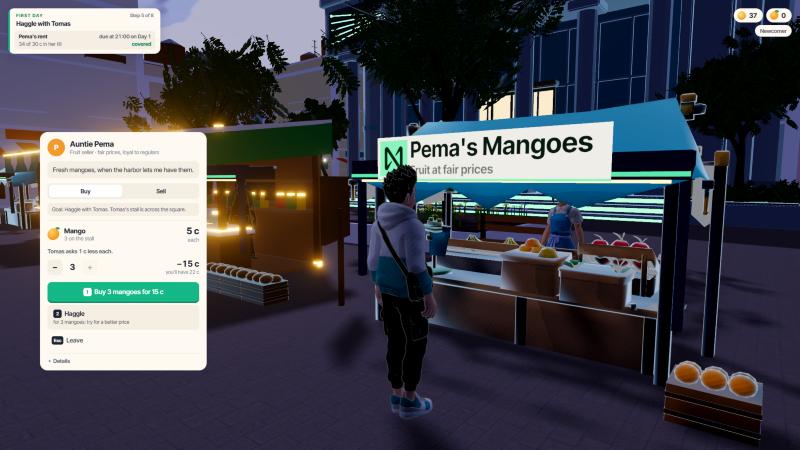 FIRST DAY
Step 5 of 6
Haggle with Tomas
Pema's rent
due at 21:00 on Day 1
34 of 30 c in her till
covered
37
0
Newcomer
P
Auntie Pema
Fruit seller · fair prices, loyal to regulars
Fresh mangoes, when the harbor lets me have them.
Buy
Sell
Goal: Haggle with Tomas. Tomas's stall is across the square.
Mango
5 c
3 on the stall
each
Tomas asks 1 c less each.
− 3 +
−15 c
you'll have 22 c
1 Buy 3 mangoes for 15 c
2 Haggle
for 3 mangoes: try for a better price
Esc Leave
Details
Pema's Mangoes
Fruit at fair prices